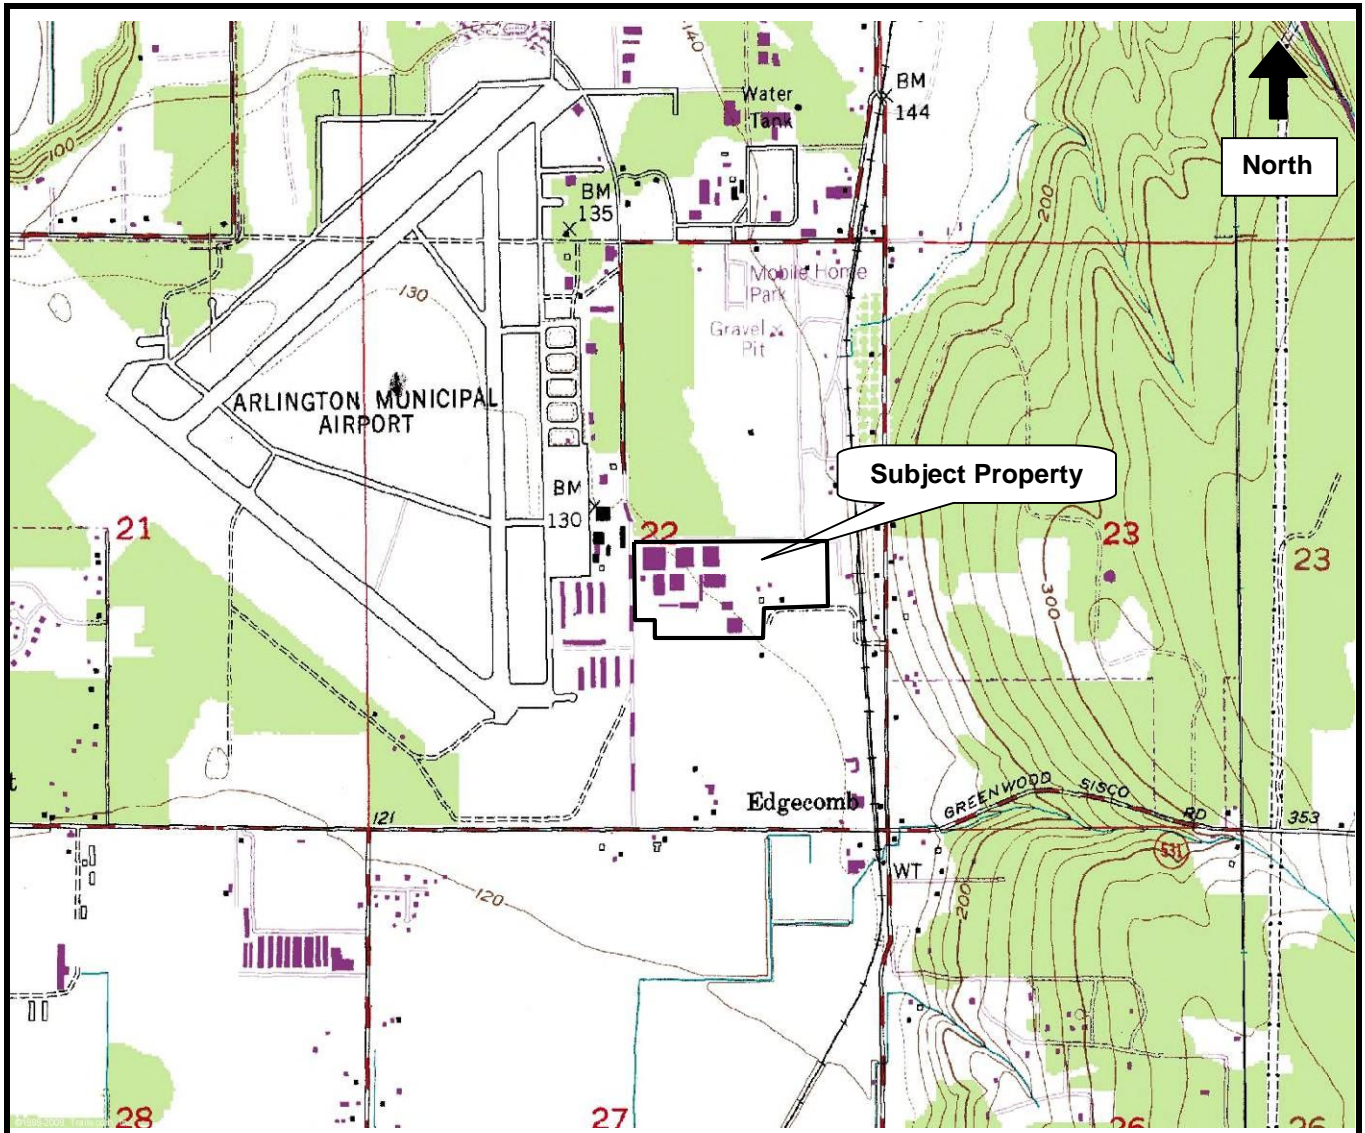 140
BM
144
Water
Tank
North
100
BM
135
200
130
Mobile Home
Park
Gravel
Pit
ARLINGTON MUNICIPAL
AIRPORT
Subject Property
BM
130
21
22
23
23
300
GREENWOOD SISCO RD
Edgecomb
121
353
531
WT
120
200
28
27
26
26